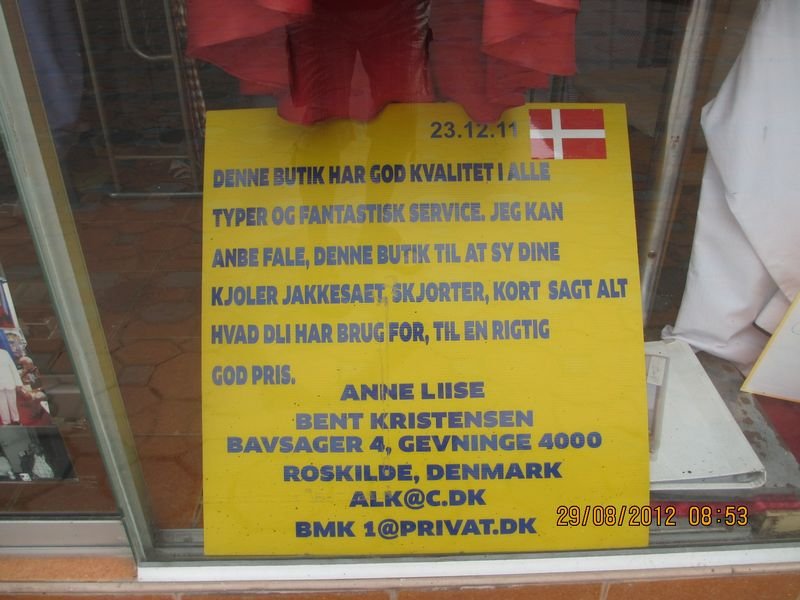 23.12.11
DENNE BUTIK HAR GOD KVALITET I ALLE
TYPER OG FANTASTISK SERVICE. JEG KAN
ANBE FALE, DENNE BUTIK TIL AT SY DINE
KJOLER JAKKESAET, SKJORTER, KORT SAGT ALT
HVAD DLI HAR BRUG FOR, TIL EN RIGTIG
GOD PRIS.
ANNE LIISE
BENT KRISTENSEN
BAVSAGER 4, GEVNINGE 4000
ROSKILDE, DENMARK
ALK@C.DK
BMK 1@PRIVAT.DK
29/08/2012 08:53